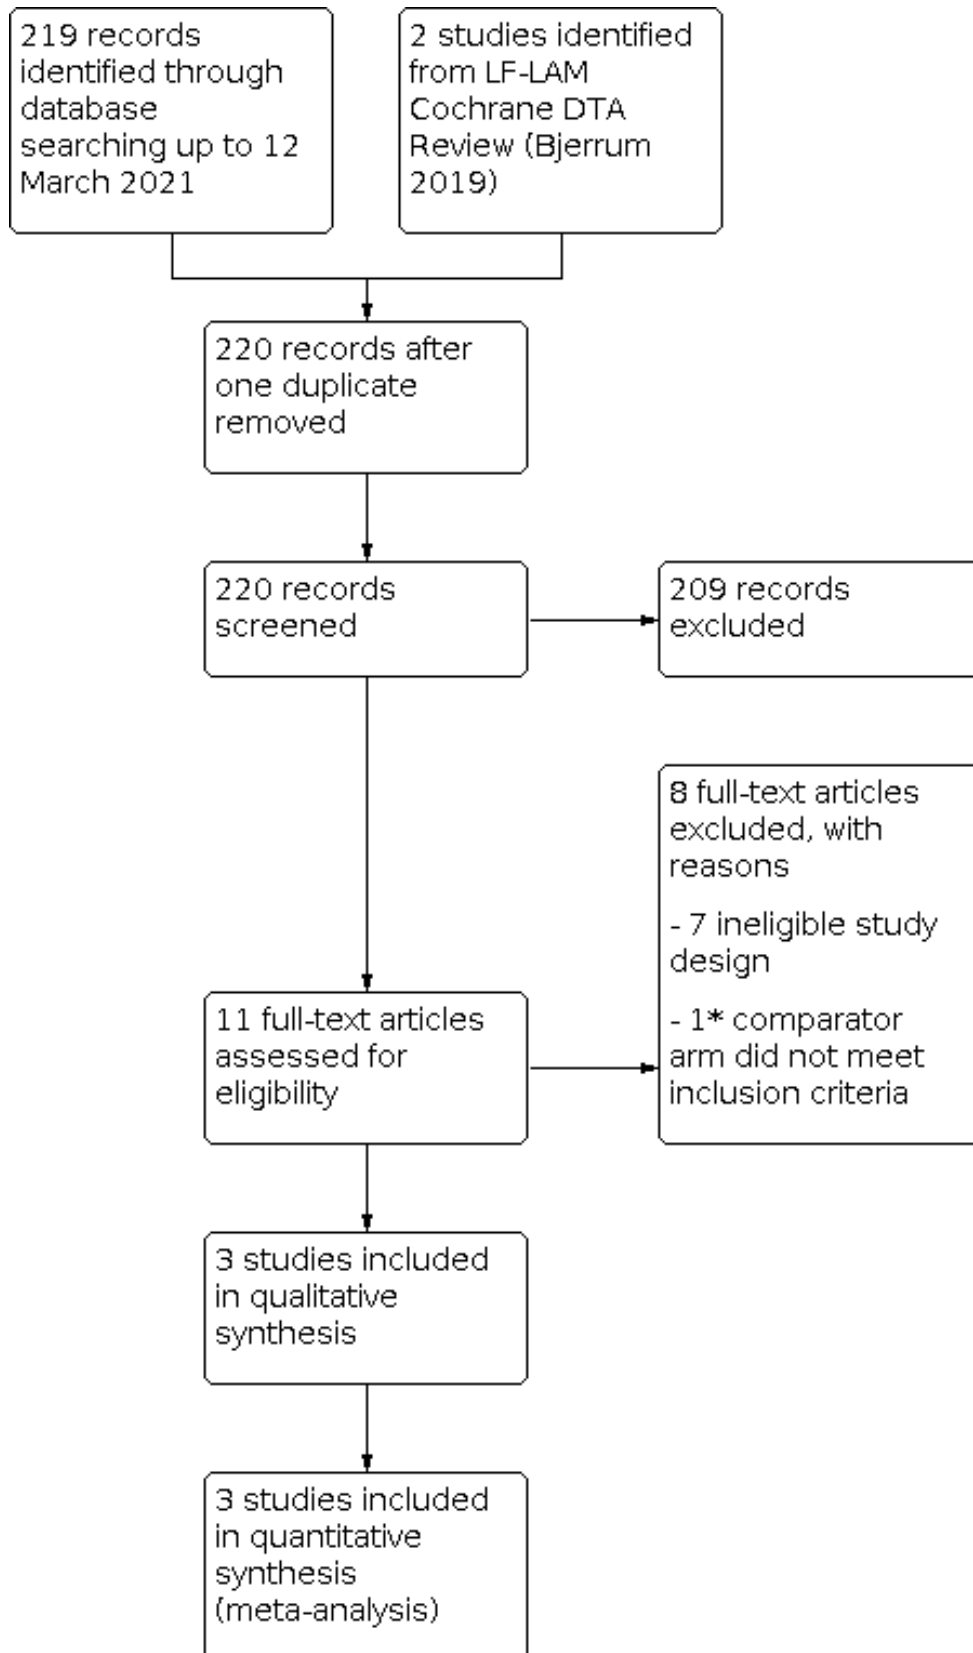 219 records
identified through
database
searching up to 12
March 2021
2 studies identified
from LF-LAM
Cochrane DTA
Review (Bjerrum
2019)
220 records after
one duplicate
removed
220 records
screened
209 records
excluded
8 full-text articles
excluded, with
reasons
- 7 ineligible study
design
- 1* comparator
arm did not meet
inclusion criteria
11 full-text articles
assessed for
eligibility
3 studies included
in qualitative
synthesis
3 studies included
in quantitative
synthesis
(meta-analysis)